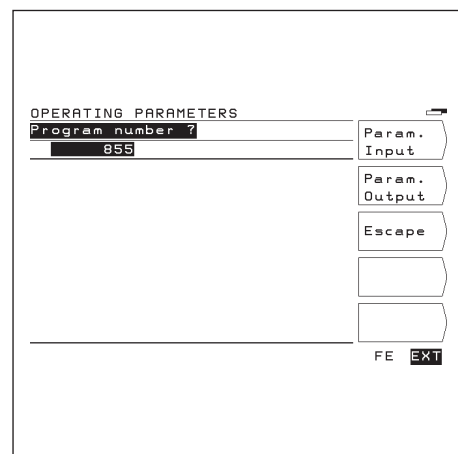 OPERATING PARAMETERS
Program number ?
855
Param.
Input
Param.
Output
Escape
FE EXT